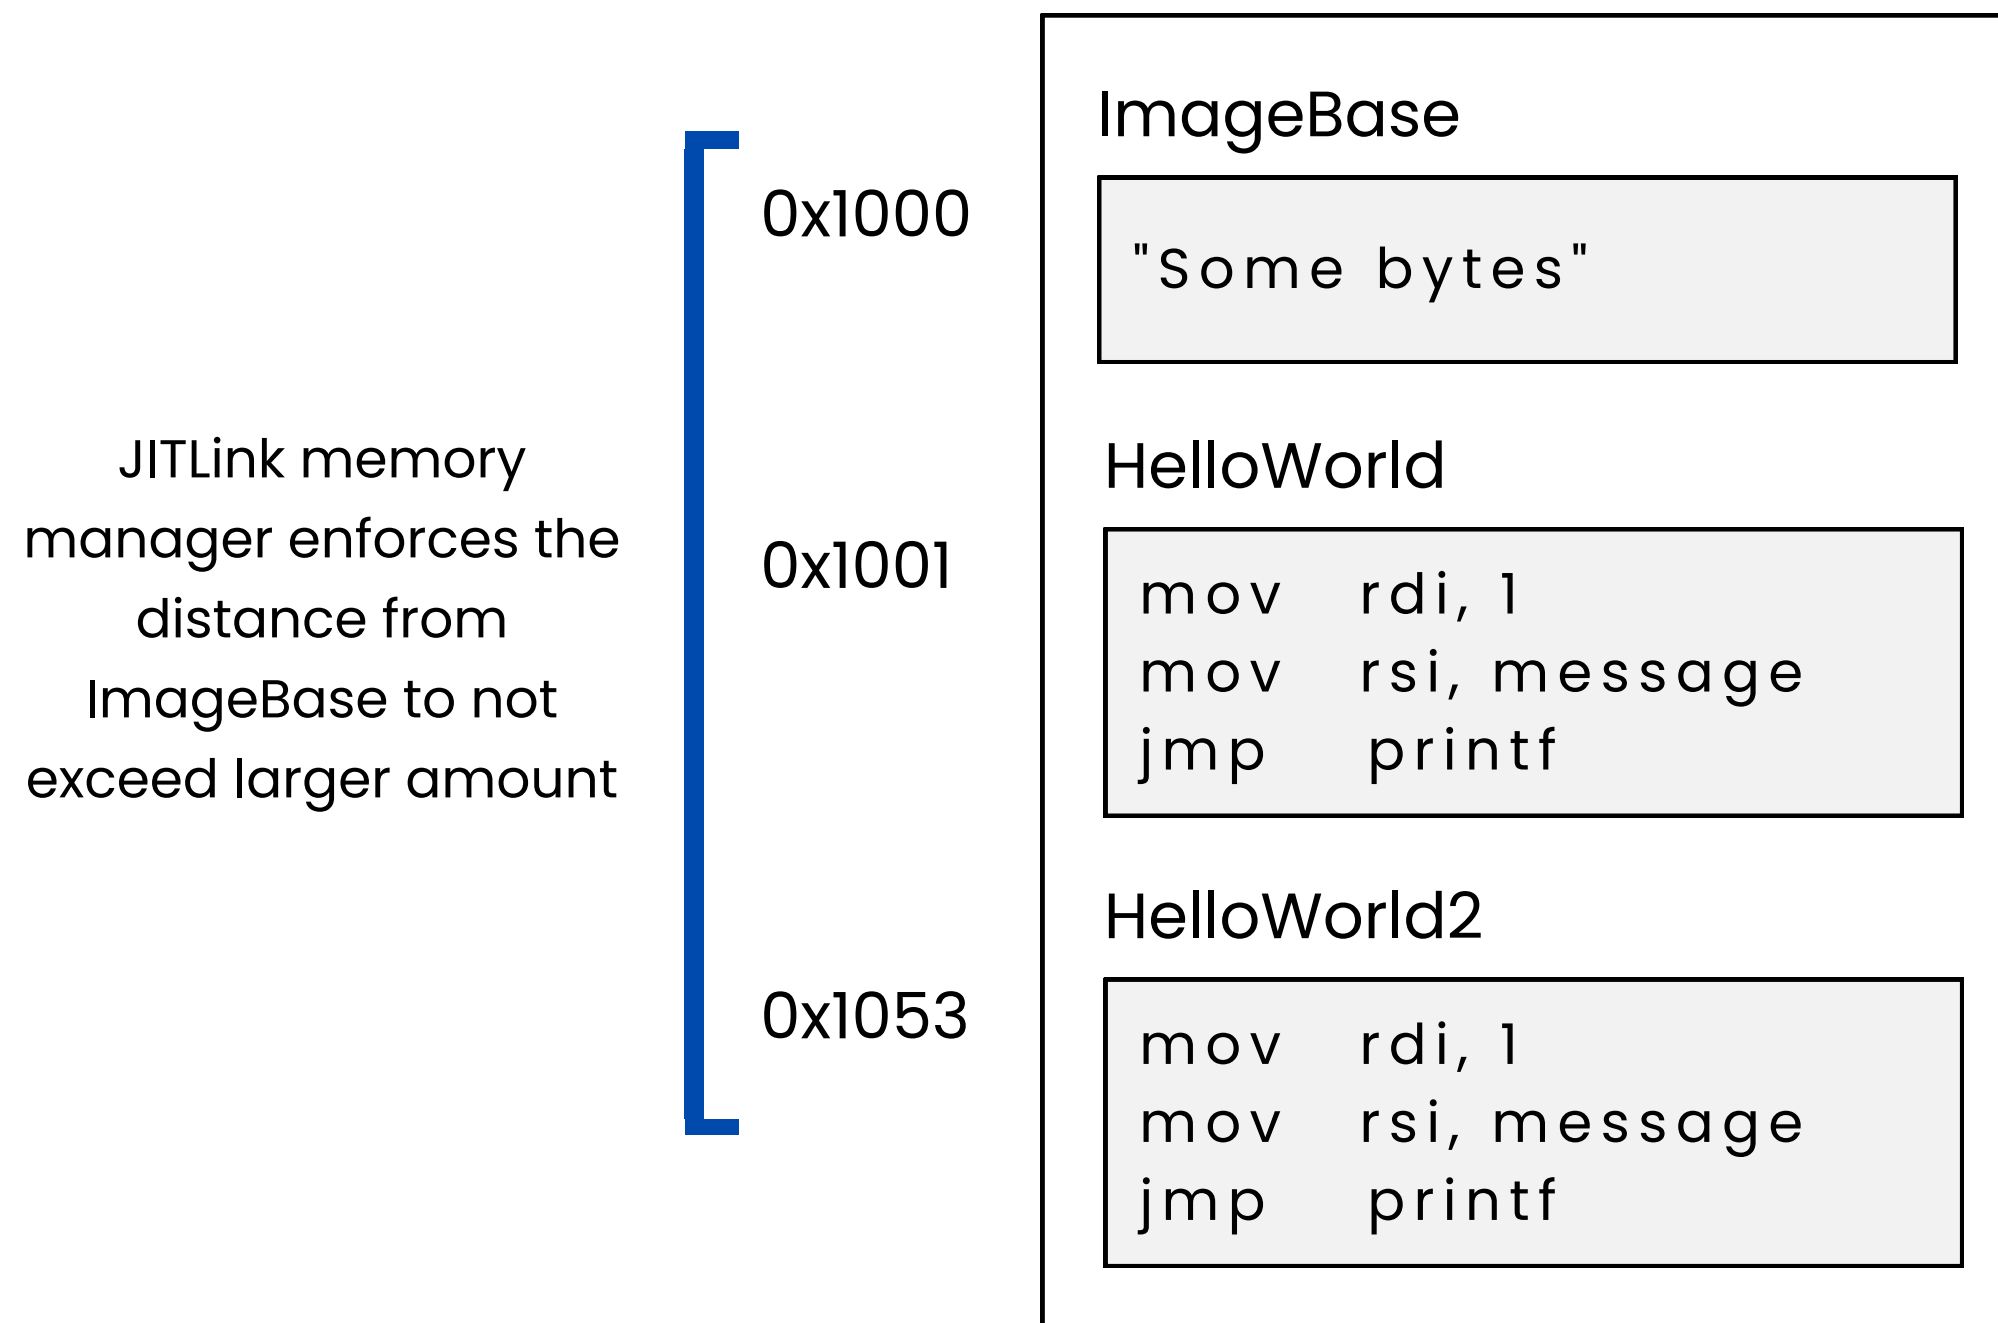 JITLink memory
manager enforces the
distance from
ImageBase to not
exceed larger amount
0x1000
0x1001
0x1053
ImageBase
"Some bytes"
HelloWorld
mov rdi, 1
mov rsi, message
jmp printf
HelloWorld2
mov rdi, 1
mov rsi, message
jmp printf